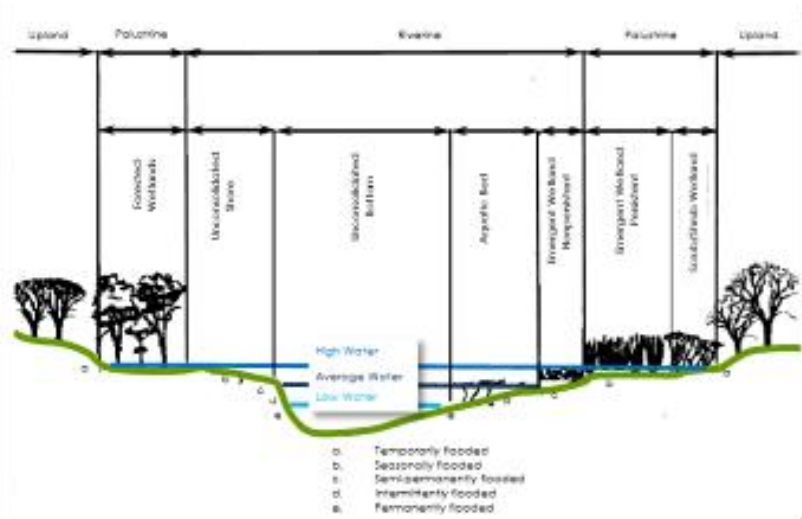 Upland
Palustrine
Riverine
Palustrine
Upland
Forested
Wetlands
Unconsolidated
Shore
Unconsolidated
Bottom
Aquatic Bed
Emergent Wetland
Nonpersistent
Emergent Wetland
Persistent
Scrub/Shrub Wetland
High Water
Average Water
Low Water
a. Temporarily flooded
b. Seasonally flooded
c. Semi-permanently flooded
d. Intermittently flooded
e. Permanently flooded